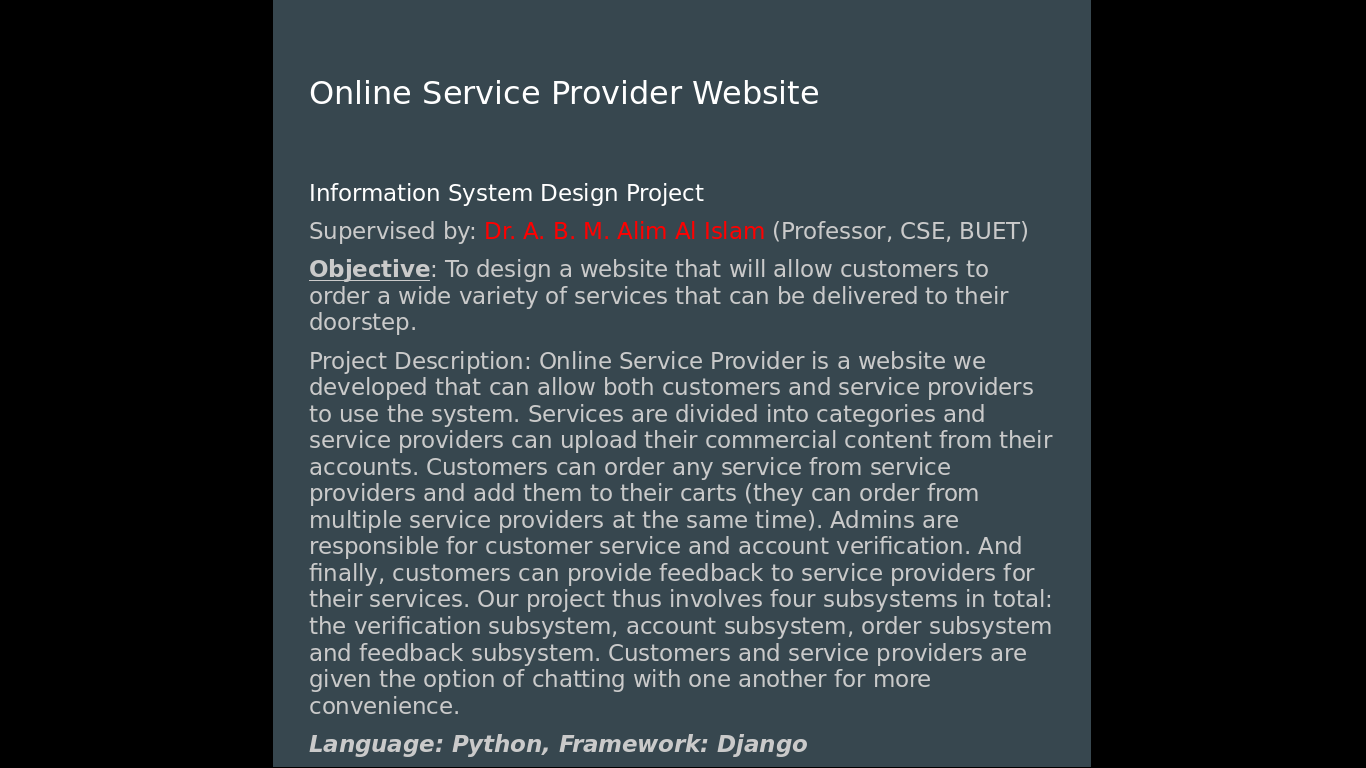 Online Service Provider Website
Information System Design Project
Supervised by: Dr. A. B. M. Alim Al Islam (Professor, CSE, BUET)
Objective: To design a website that will allow customers to
order a wide variety of services that can be delivered to their
doorstep.
Project Description: Online Service Provider is a website we
developed that can allow both customers and service providers
to use the system. Services are divided into categories and
service providers can upload their commercial content from their
accounts. Customers can order any service from service
providers and add them to their carts (they can order from
multiple service providers at the same time). Admins are
responsible for customer service and account verification. And
finally, customers can provide feedback to service providers for
their services. Our project thus involves four subsystems in total:
the verification subsystem, account subsystem, order subsystem
and feedback subsystem. Customers and service providers are
given the option of chatting with one another for more
convenience.
Language: Python, Framework: Django